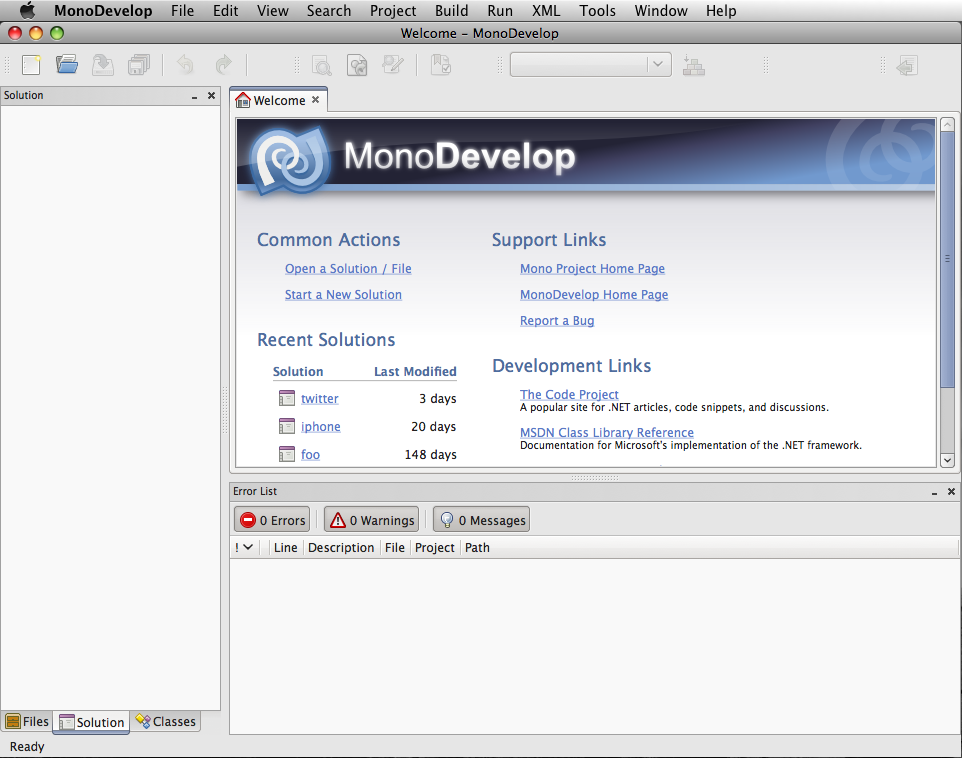 MonoDevelop File Edit View Search Project Build Run XML Tools Window Help
Welcome – MonoDevelop
Solution
Welcome
MonoDevelop
Common Actions
Open a Solution / File
Start a New Solution
Recent Solutions
Solution Last Modified
twitter 3 days
iphone 20 days
foo 148 days
Support Links
Mono Project Home Page
MonoDevelop Home Page
Report a Bug
Development Links
The Code Project
A popular site for .NET articles, code snippets, and discussions.
MSDN Class Library Reference
Documentation for Microsoft's implementation of the .NET framework.
Error List
0 Errors 0 Warnings 0 Messages
! Line Description File Project Path
Files Solution Classes
Ready